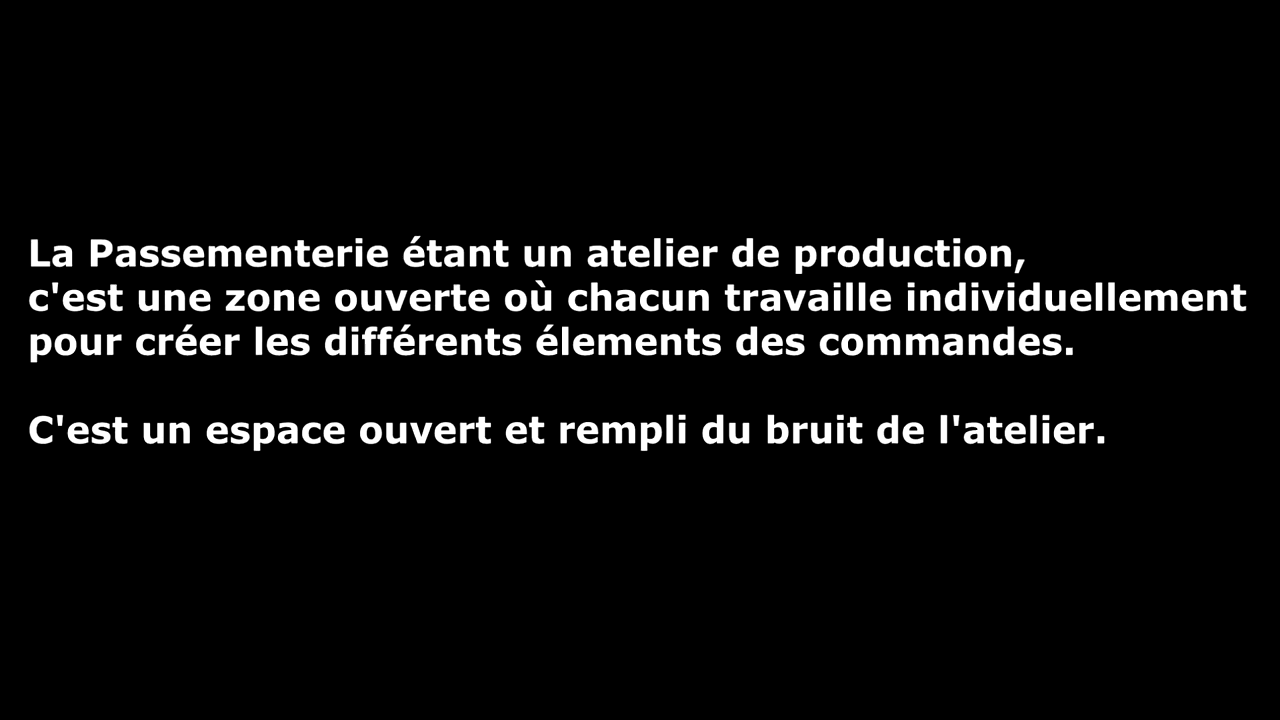 La Passementerie étant un atelier de production,
c'est une zone ouverte où chacun travaille individuellement
pour créer les différents élements des commandes.
C'est un espace ouvert et rempli du bruit de l'atelier.